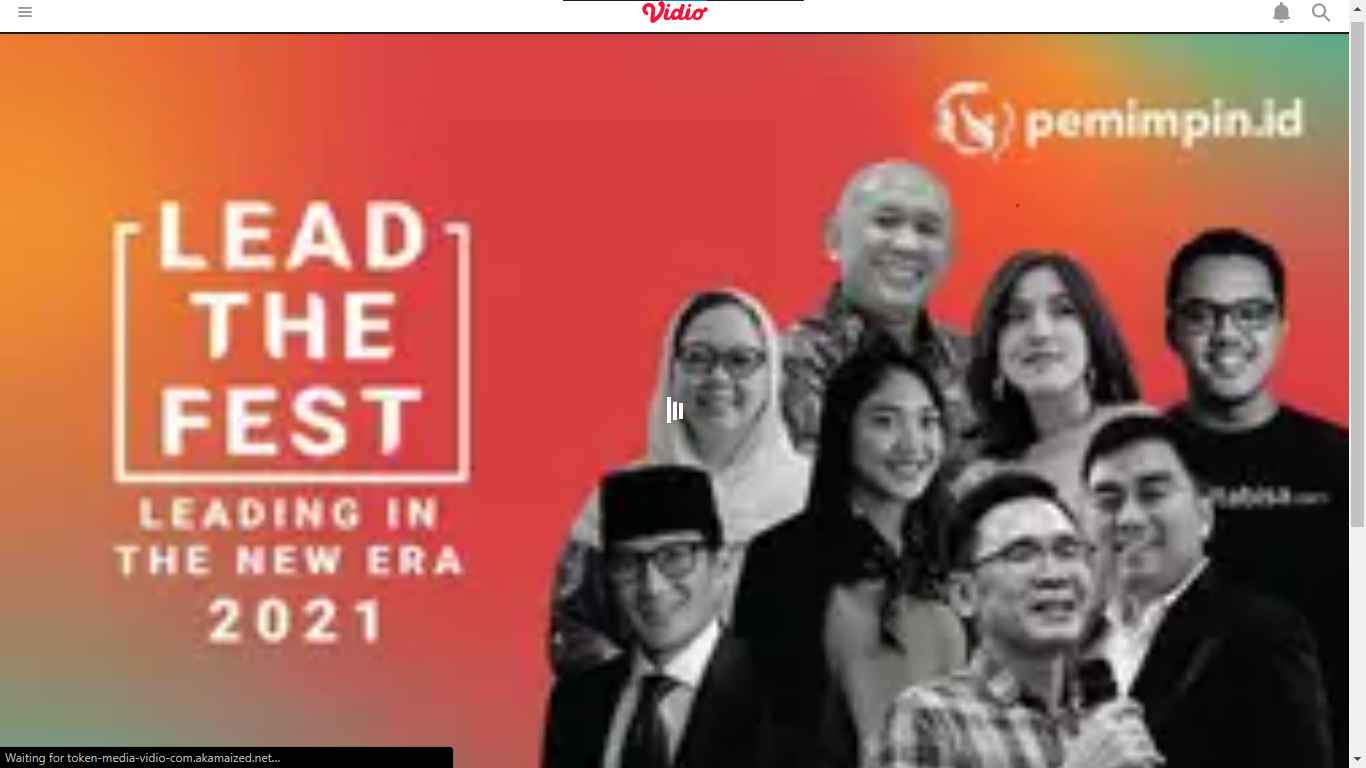 Vidio
pemimpin.id
LEAD
THE
FEST
LEADING IN
THE NEW ERA
2021
Waiting for token-media-vidio-com.akamaized.net...